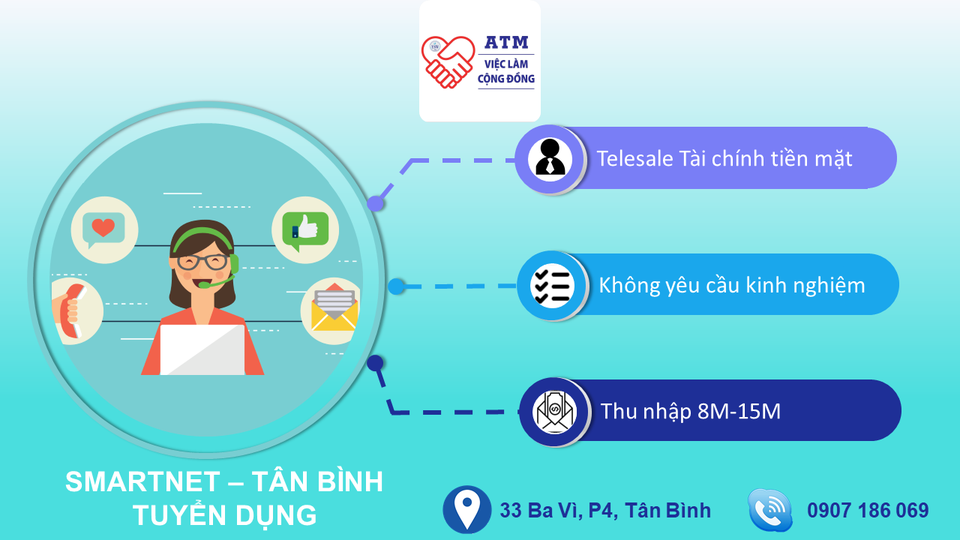 ATM
VIỆC LÀM
CỘNG ĐỒNG
Telesale Tài chính tiền mặt
Không yêu cầu kinh nghiệm
Thu nhập 8M-15M
SMARTNET – TÂN BÌNH
TUYỂN DỤNG
33 Ba Vì, P4, Tân Bình
0907 186 069